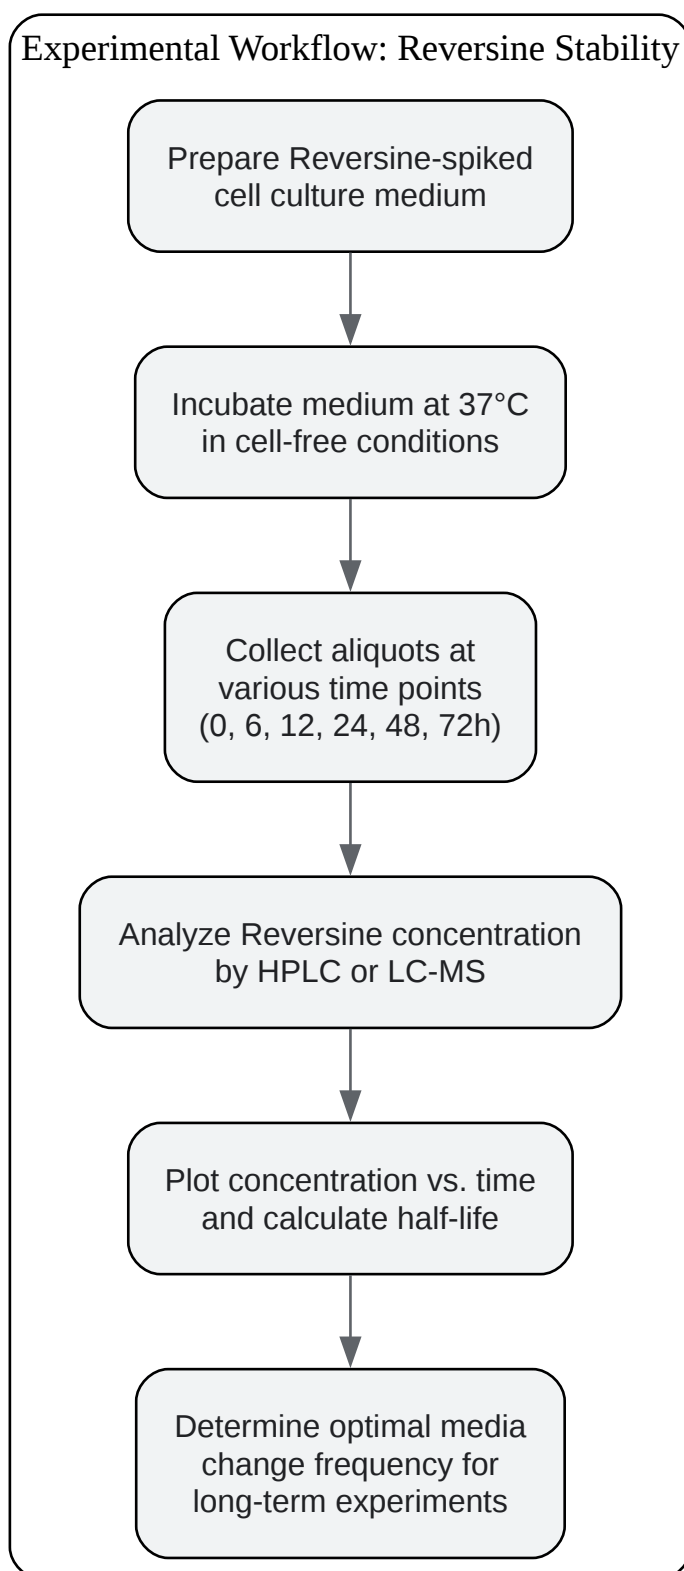 Experimental Workflow: Reversine Stability
Prepare Reversine-spiked
cell culture medium
Incubate medium at 37°C
in cell-free conditions
Collect aliquots at
various time points
(0, 6, 12, 24, 48, 72h)
Analyze Reversine concentration
by HPLC or LC-MS
Plot concentration vs. time
and calculate half-life
Determine optimal media
change frequency for
long-term experiments